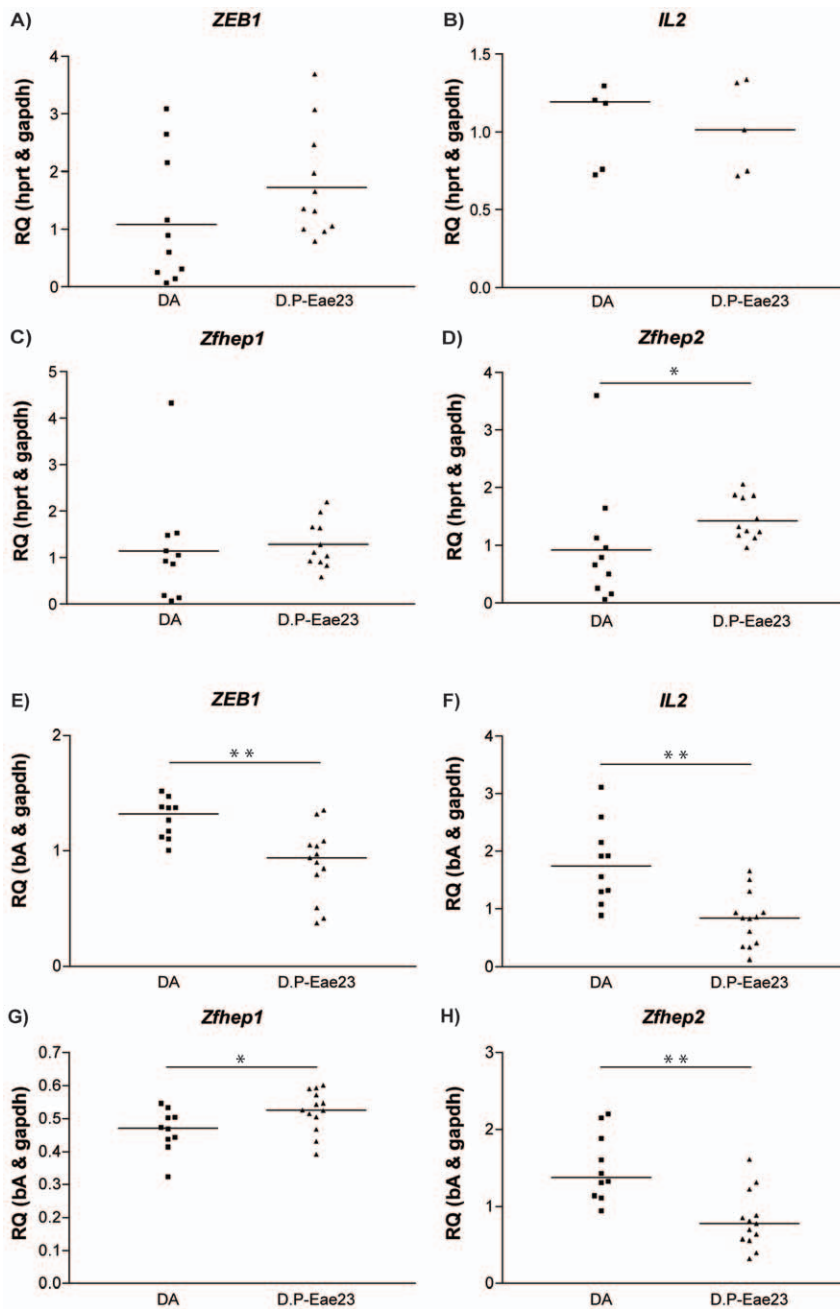 A) ZEB1
4
3
2
1
0
RQ (hprt & gapdh)
DA D.P-Eae23
B) IL2
1.5
1.0
0.5
0.0
RQ (hprt & gapdh)
DA D.P-Eae23
C) Zfhep1
5
4
3
2
1
0
RQ (hprt & gapdh)
DA D.P-Eae23
D) Zfhep2
*
4
3
2
1
0
RQ (hprt & gapdh)
DA D.P-Eae23
E) ZEB1
**
2
1
0
RQ (bA & gapdh)
DA D.P-Eae23
F) IL2
**
4
3
2
1
0
RQ (bA & gapdh)
DA D.P-Eae23
G) Zfhep1
*
0.7
0.6
0.5
0.4
0.3
0.2
0.1
0.0
RQ (bA & gapdh)
DA D.P-Eae23
H) Zfhep2
**
3
2
1
0
RQ (bA & gapdh)
DA D.P-Eae23